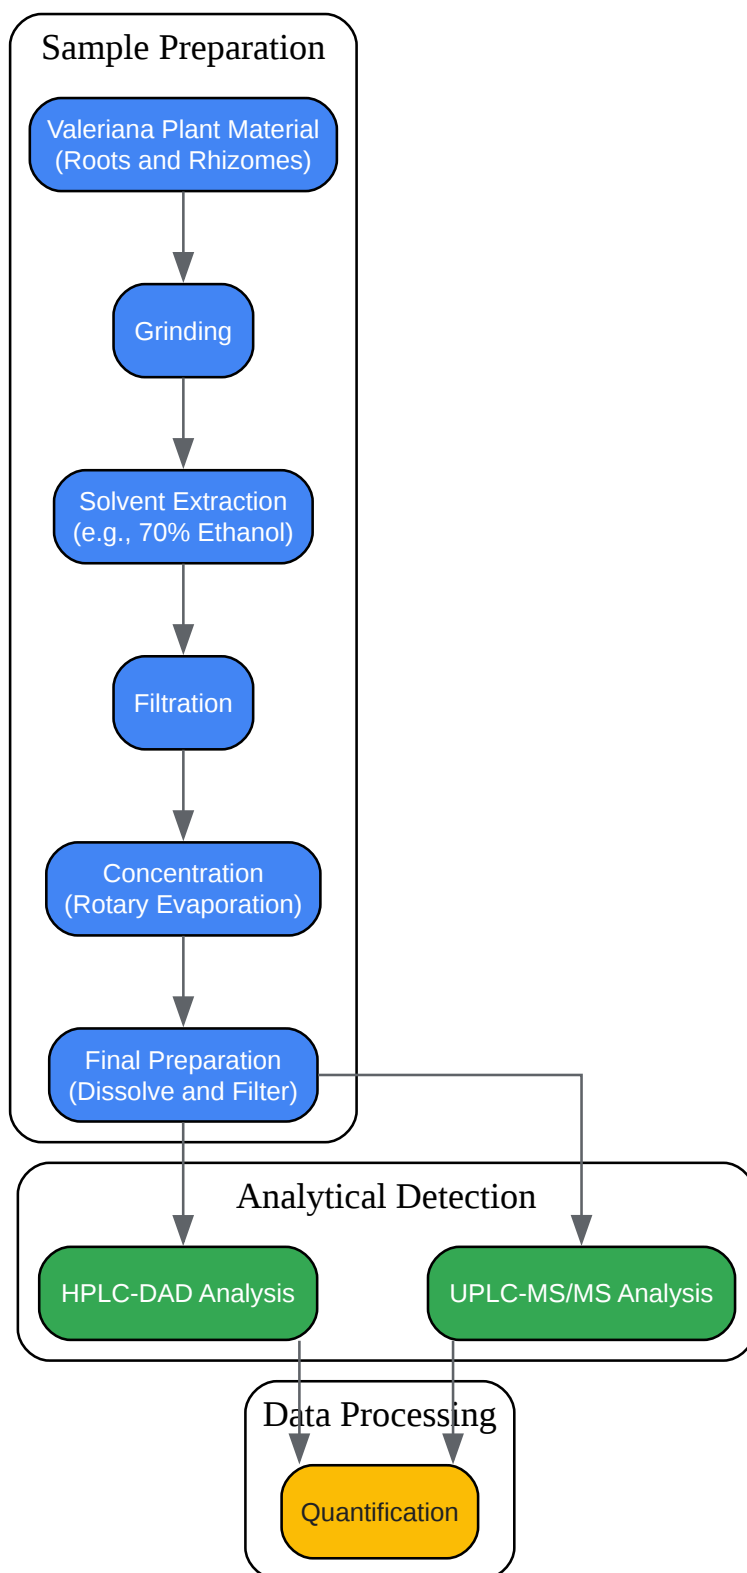 Sample Preparation
Valeriana Plant Material
(Roots and Rhizomes)
Grinding
Solvent Extraction
(e.g., 70% Ethanol)
Filtration
Concentration
(Rotary Evaporation)
Final Preparation
(Dissolve and Filter)
Analytical Detection
HPLC-DAD Analysis
UPLC-MS/MS Analysis
Data Processing
Quantification